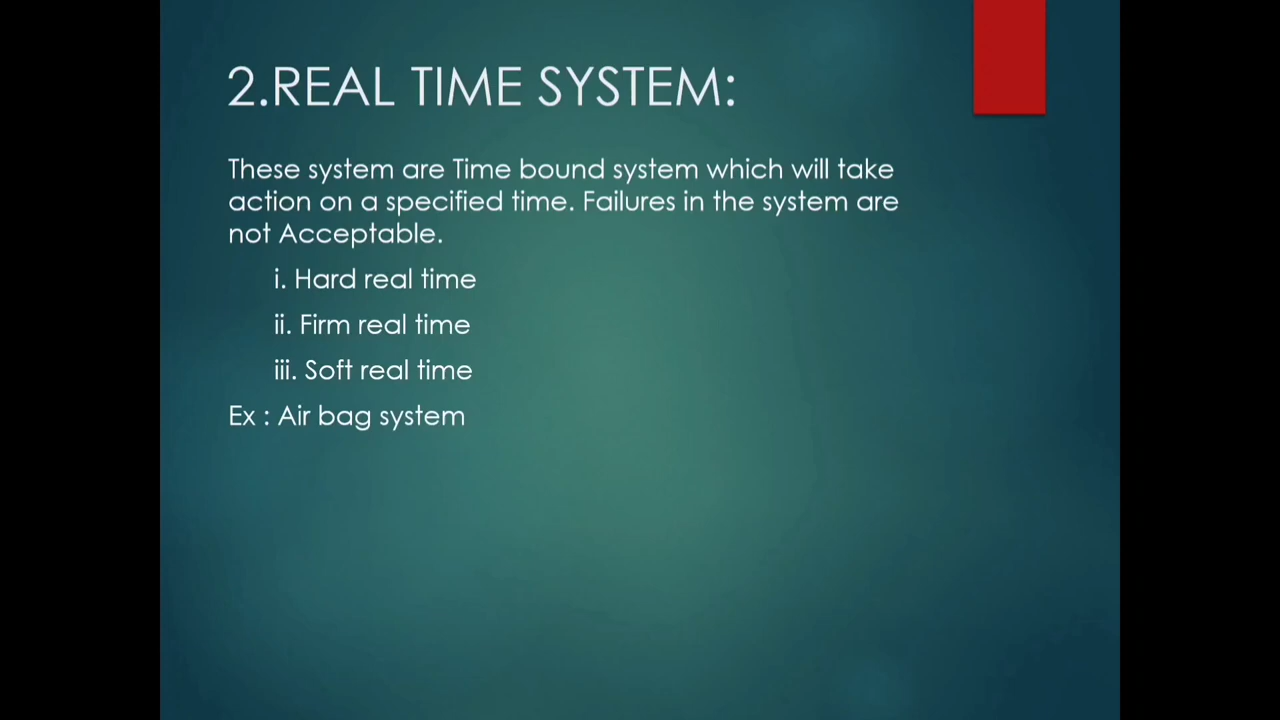 2.REAL TIME SYSTEM:
These system are Time bound system which will take
action on a specified time. Failures in the system are
not Acceptable.
i. Hard real time
ii. Firm real time
iii. Soft real time
Ex : Air bag system